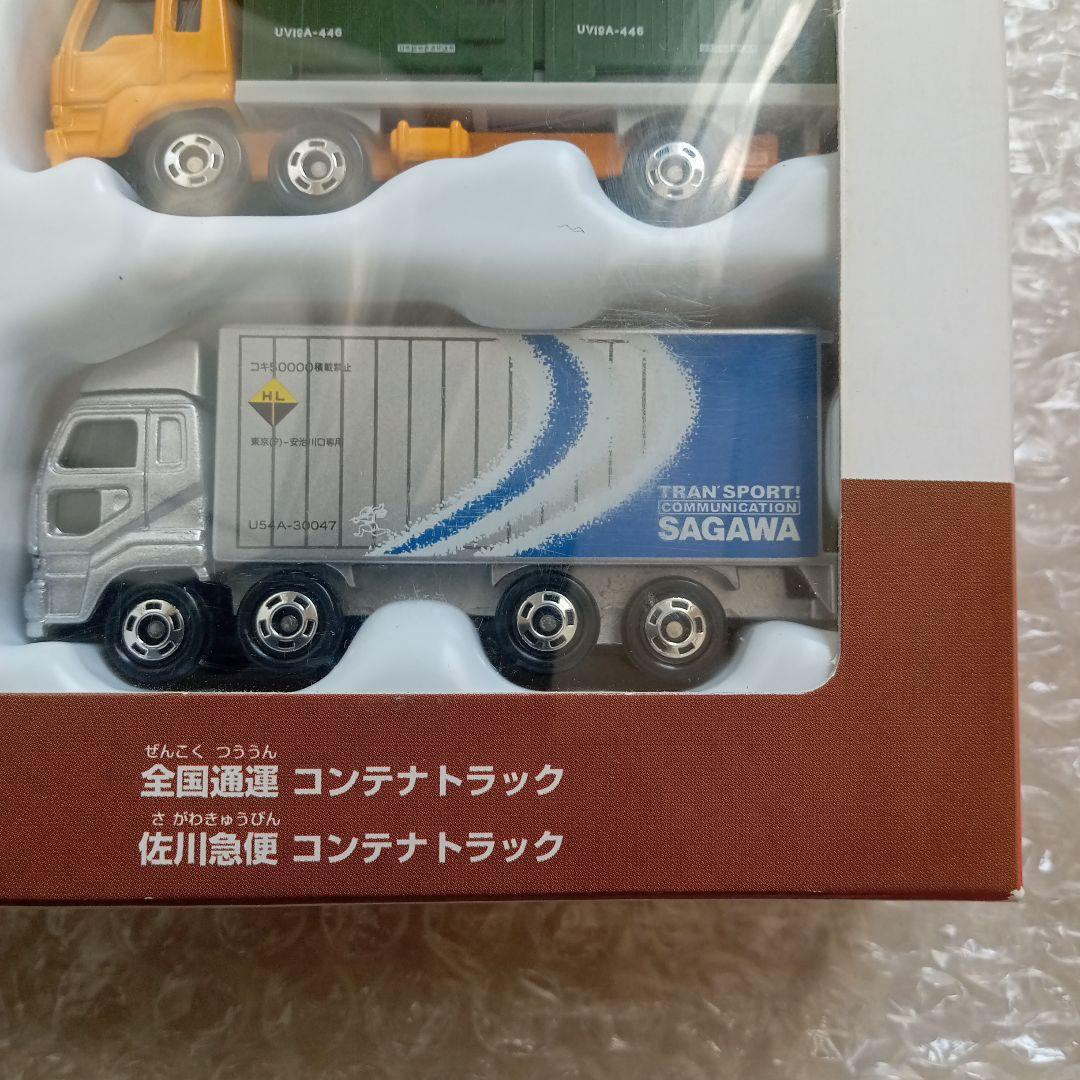 UV19A-446
UV19A-446
コキ50000積載禁止
HL
東京(タ)-安治川口専用
U54A-30047
TRAN'SPORT!
COMMUNICATION
SAGAWA
ぜんこく つううん
全国通運 コンテナトラック
さがわきゅうびん
佐川急便 コンテナトラック